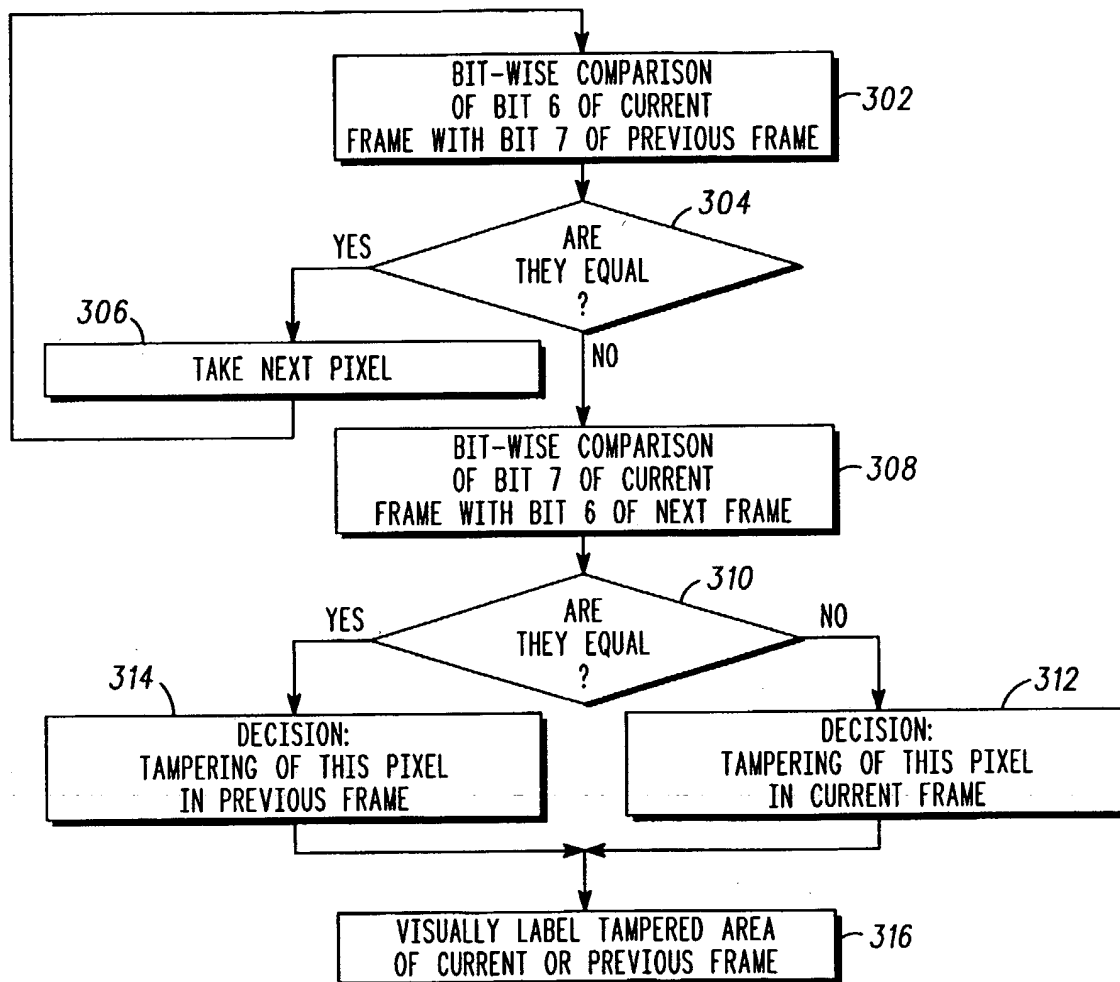 BIT-WISE COMPARISON
OF BIT 6 OF CURRENT
FRAME WITH BIT 7 OF PREVIOUS FRAME
302
304
ARE
THEY EQUAL
?
YES
NO
306
TAKE NEXT PIXEL
BIT-WISE COMPARISON
OF BIT 7 OF CURRENT
FRAME WITH BIT 6 OF NEXT FRAME
308
310
ARE
THEY EQUAL
?
YES
NO
314
DECISION:
TAMPERING OF THIS PIXEL
IN PREVIOUS FRAME
312
DECISION:
TAMPERING OF THIS PIXEL
IN CURRENT FRAME
VISUALLY LABEL TAMPERED AREA
OF CURRENT OR PREVIOUS FRAME
316